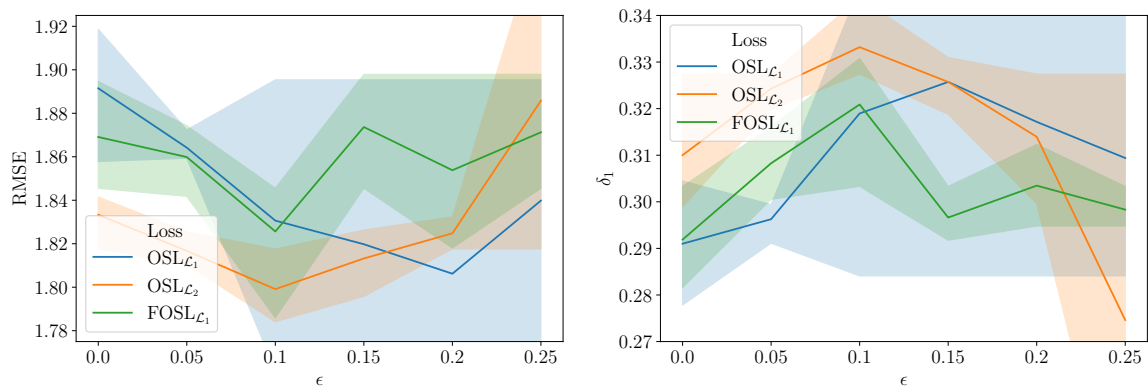 1.92
1.90
1.88
1.86
1.84
1.82
1.80
1.78
RMSE
Loss
OSL$_{\mathcal{L}_1}$
OSL$_{\mathcal{L}_2}$
FOSL$_{\mathcal{L}_1}$
0.0 0.05 0.1 0.15 0.2 0.25
ϵ
0.34
0.33
0.32
0.31
0.30
0.29
0.28
0.27
δ₁
Loss
OSL$_{\mathcal{L}_1}$
OSL$_{\mathcal{L}_2}$
FOSL$_{\mathcal{L}_1}$
0.0 0.05 0.1 0.15 0.2 0.25
ϵ